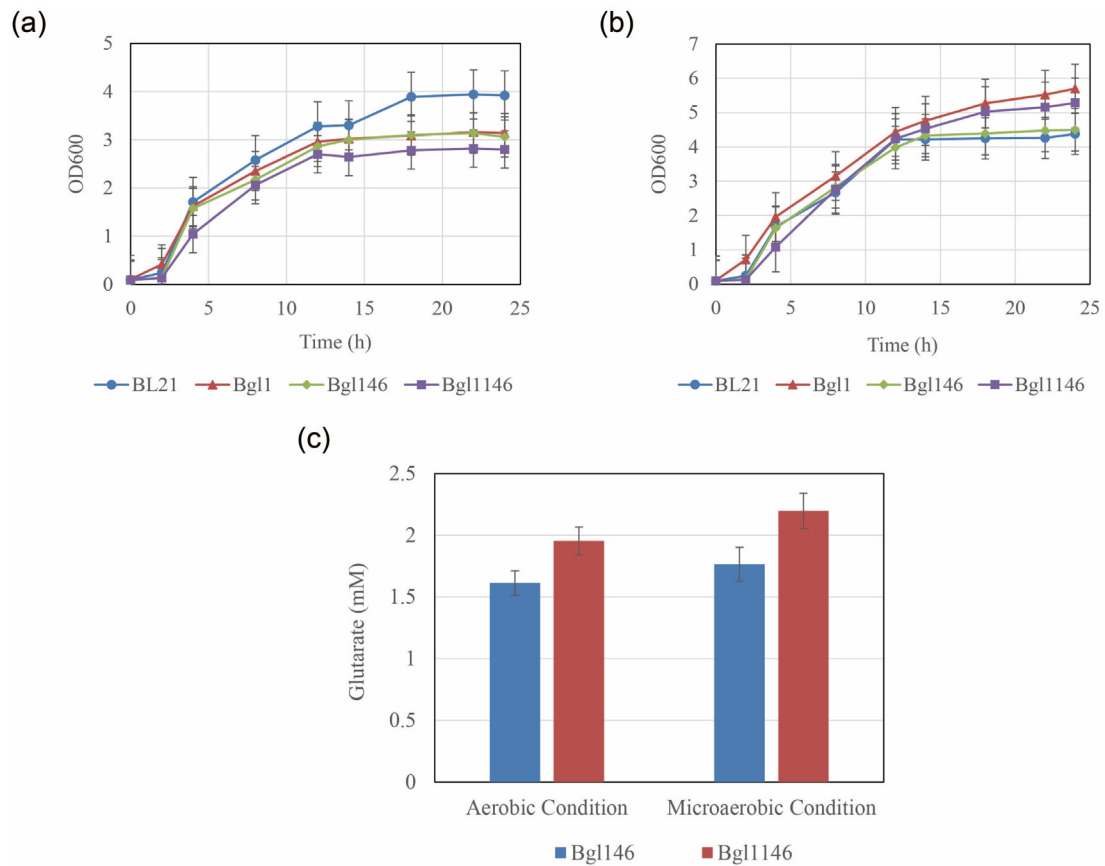 (a)
5
4
3
2
1
0
OD600
0 5 10 15 20 25
Time (h)
BL21 Bgl1 Bgl146 Bgl1146
(b)
7
6
5
4
3
2
1
0
OD600
0 5 10 15 20 25
Time (h)
BL21 Bgl1 Bgl146 Bgl1146
(c)
2.5
2
1.5
1
0.5
0
Glutarate (mM)
Aerobic Condition Microaerobic Condition
Bgl146 Bgl1146